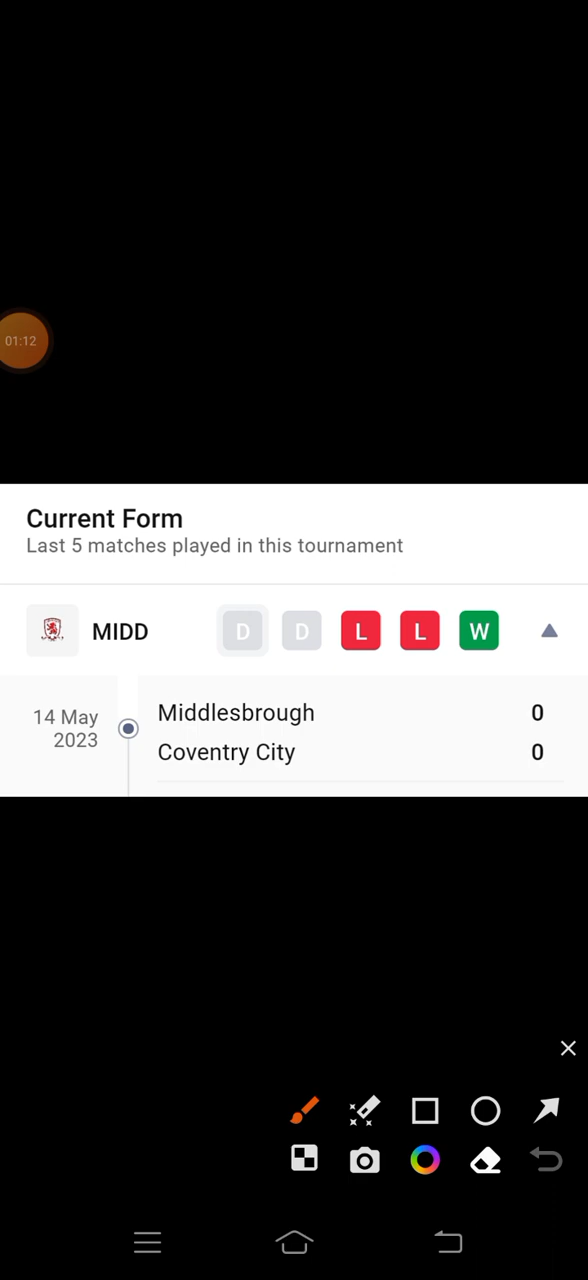 01:12
Current Form
Last 5 matches played in this tournament
MIDD D D L L W
14 May
2023
Middlesbrough 0
Coventry City 0